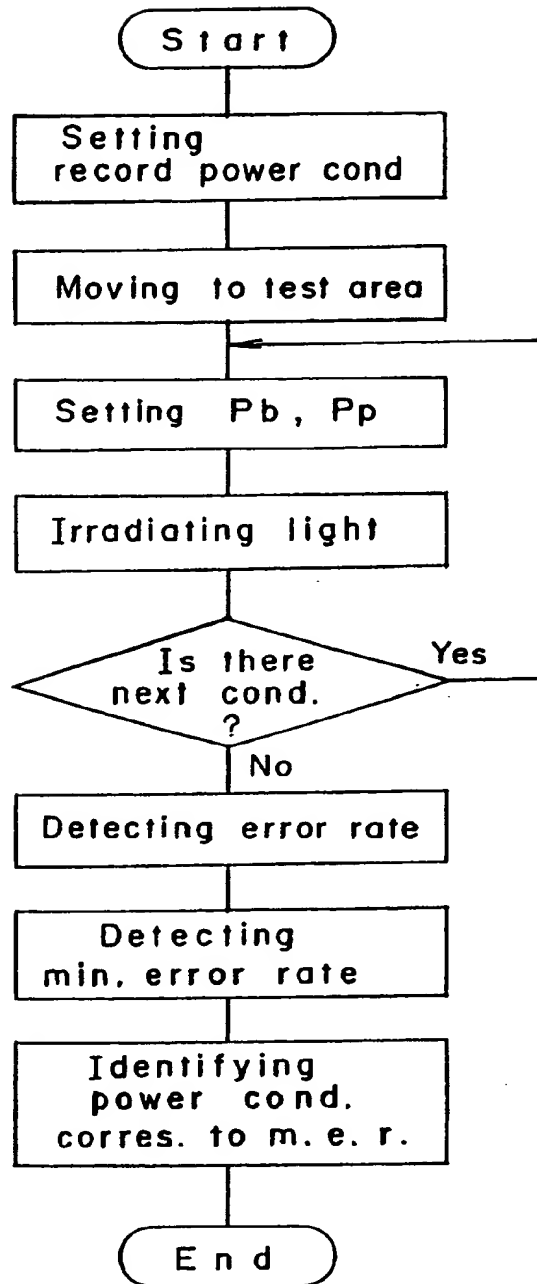 Start
Setting
record power cond
Moving to test area
Setting Pb, Pp
Irradiating light
Is there
next cond.
?
Yes
No
Detecting error rate
Detecting
min. error rate
Identifying
power cond.
corres. to m. e. r.
End